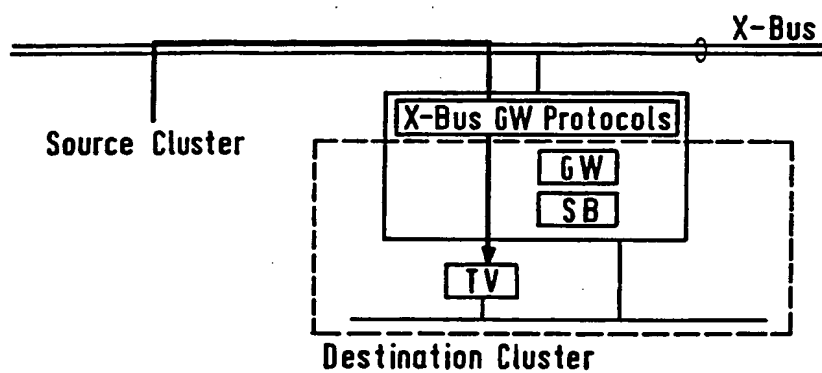 X-Bus
X-Bus GW Protocols
Source Cluster
GW
SB
TV
Destination Cluster